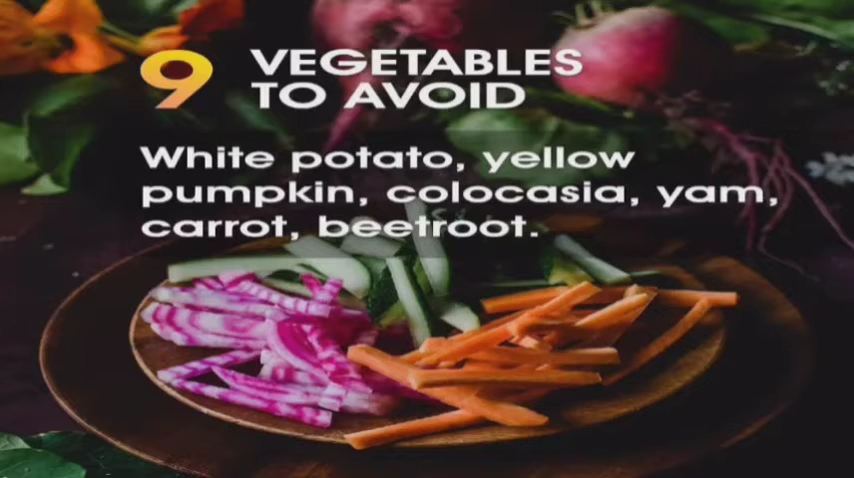 9 VEGETABLES
TO AVOID
White potato, yellow
pumpkin, colocasia, yam,
carrot, beetroot.